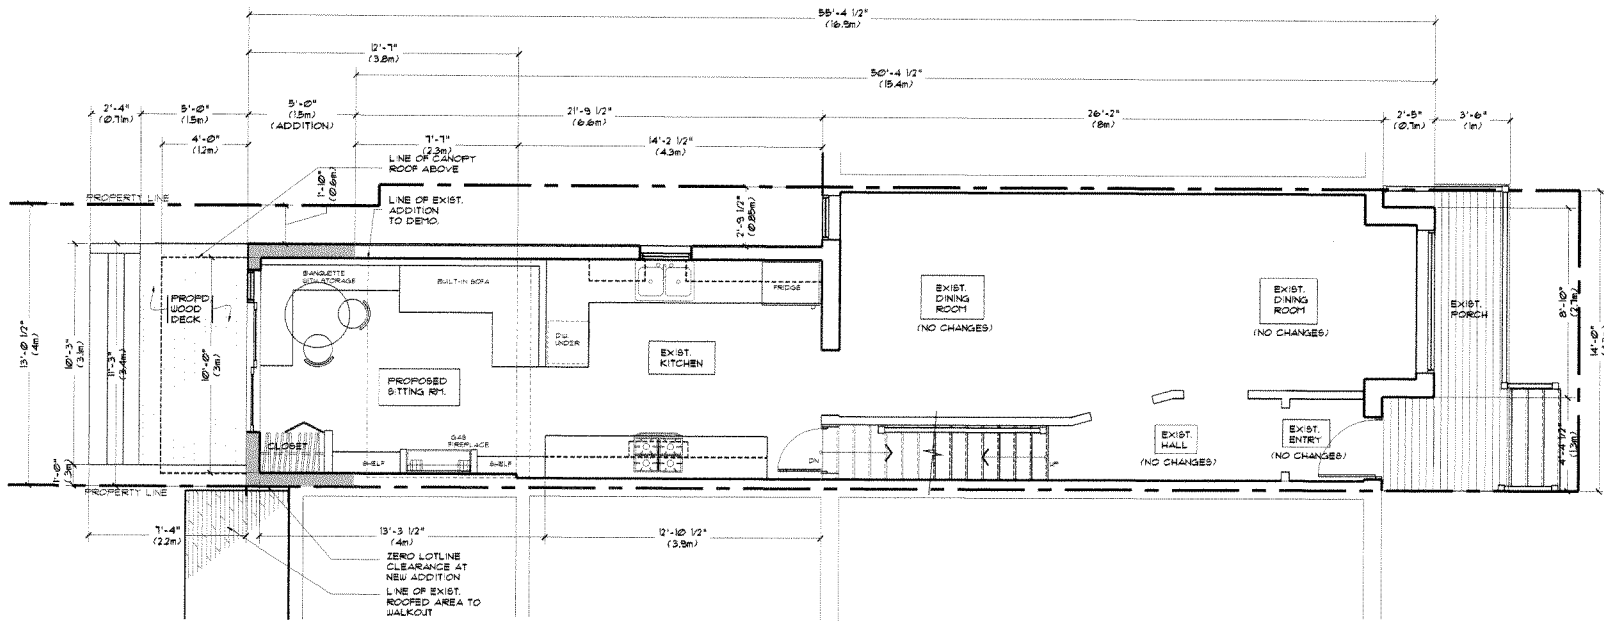 55'-4 1/2"
(16.9m)
12'-7"
(3.8m)
50'-4 1/2"
(15.4m)
2'-4"
(0.71m)
5'-0"
(1.5m)
5'-0"
(1.5m)
(ADDITION)
21'-9 1/2"
(6.6m)
26'-2"
(8m)
2'-5"
(0.7m)
3'-6"
(1m)
4'-0"
(1.2m)
7'-7"
(2.3m)
14'-2 1/2"
(4.3m)
LINE OF CANOPY
ROOF ABOVE
PROPERTY LINE
1'-10"
(0.6m)
LINE OF EXIST.
ADDITION
TO DEMO.
2'-9 1/2"
(0.85m)
BANQUETTE
WITH STORAGE
BUILT-IN SOFA
FRIDGE
PROP'D
WOOD
DECK
EXIST.
DINING
ROOM
(NO CHANGES)
EXIST.
DINING
ROOM
(NO CHANGES)
EXIST.
PORCH
8'-10"
(2.7m)
14'-0"
13'-0 1/2"
(4m)
10'-3"
(3.1m)
11'-3"
(3.4m)
10'-0"
(3m)
D.W.
UNDER
EXIST.
KITCHEN
PROPOSED
SITTING RM.
CLOSET
GAS
FIREPLACE
SHELF
SHELF
DN
EXIST.
HALL
(NO CHANGES)
EXIST.
ENTRY
(NO CHANGES)
4'-4 1/2"
(1.3m)
1'-0"
(.3m)
PROPERTY LINE
7'-4"
(2.2m)
13'-3 1/2"
(4m)
12'-10 1/2"
(3.9m)
ZERO LOTLINE
CLEARANCE AT
NEW ADDITION
LINE OF EXIST.
ROOFED AREA TO
WALKOUT